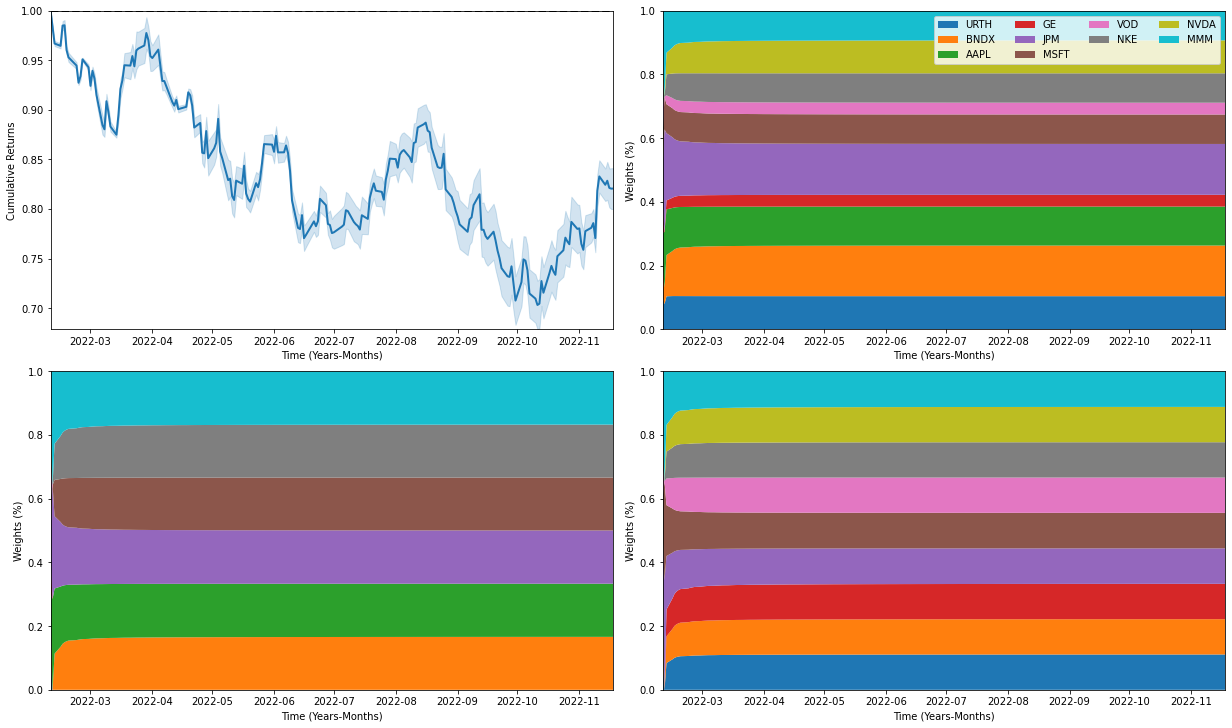 1.00
0.95
0.90
0.85
0.80
0.75
0.70
Cumulative Returns
2022-03 2022-04 2022-05 2022-06 2022-07 2022-08 2022-09 2022-10 2022-11
Time (Years-Months)
1.0
0.8
0.6
0.4
0.2
0.0
Weights (%)
URTH GE VOD NVDA
BNDX JPM NKE MMM
AAPL MSFT
2022-03 2022-04 2022-05 2022-06 2022-07 2022-08 2022-09 2022-10 2022-11
Time (Years-Months)
1.0
0.8
0.6
0.4
0.2
0.0
Weights (%)
2022-03 2022-04 2022-05 2022-06 2022-07 2022-08 2022-09 2022-10 2022-11
Time (Years-Months)
1.0
0.8
0.6
0.4
0.2
0.0
Weights (%)
2022-03 2022-04 2022-05 2022-06 2022-07 2022-08 2022-09 2022-10 2022-11
Time (Years-Months)